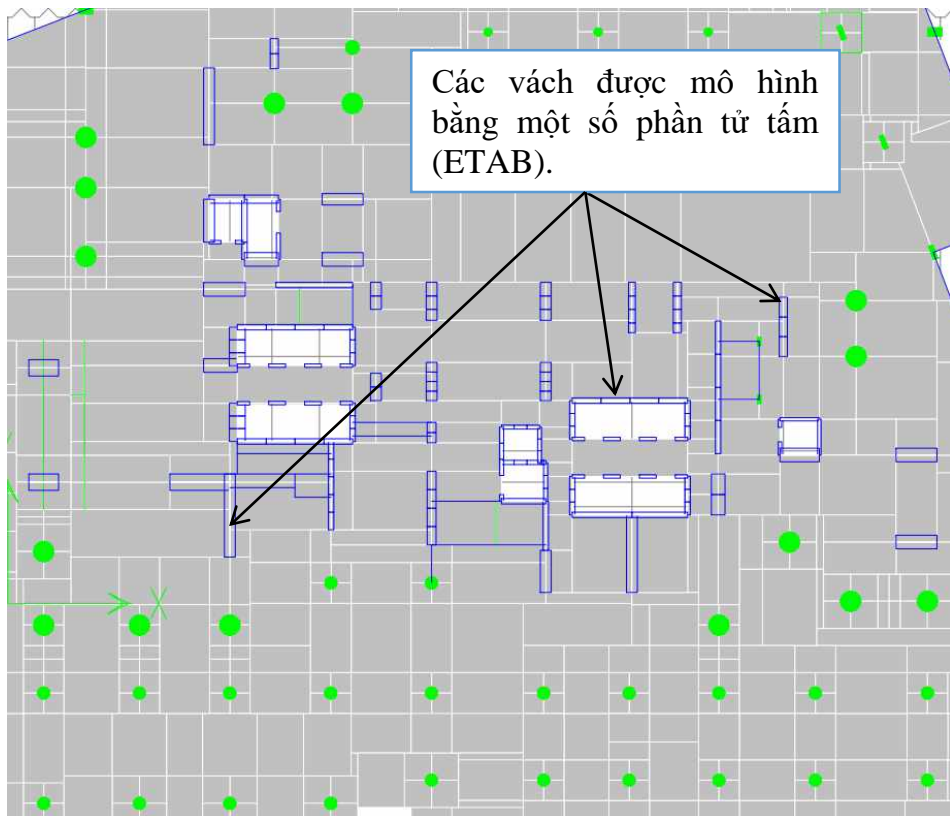 Các vách được mô hình
bằng một số phần tử tấm
(ETAB).
X